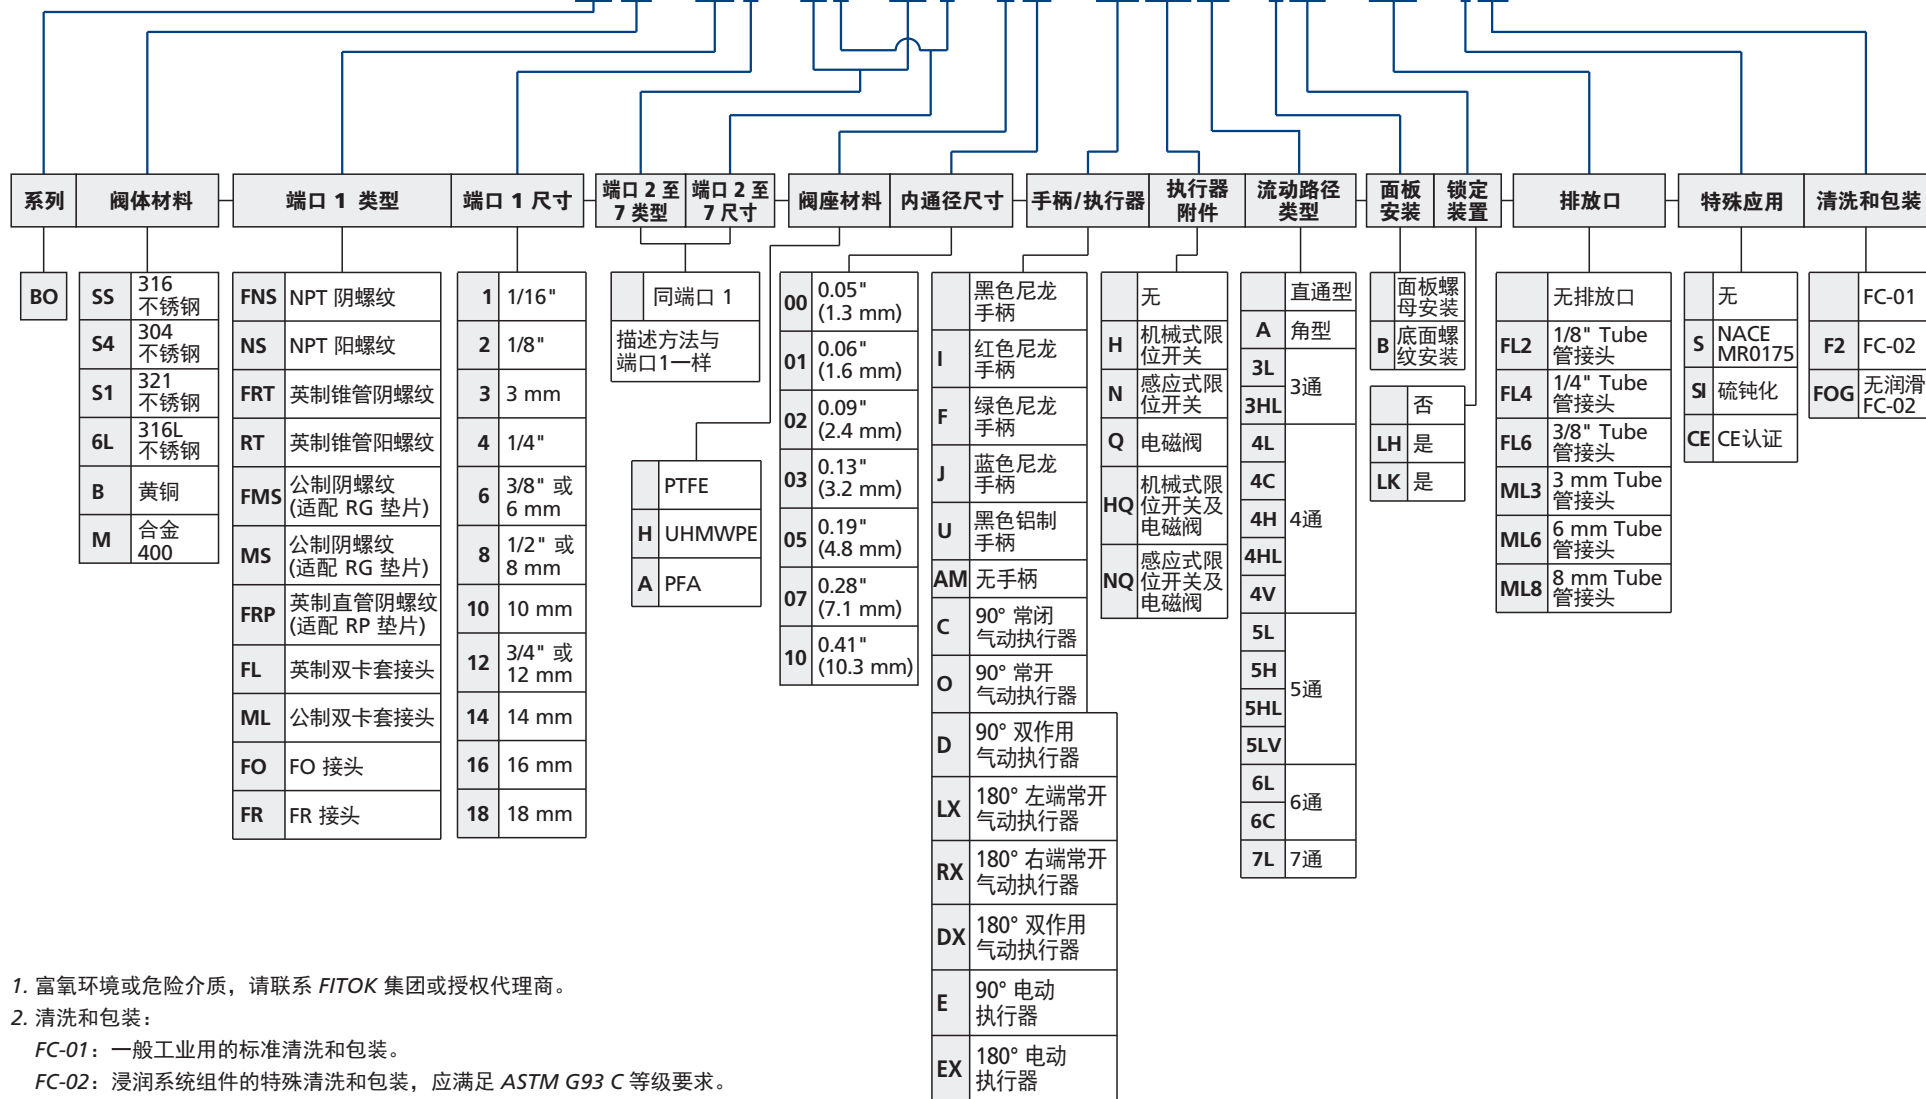 系列
阀体材料
端口 1 类型
端口 1 尺寸
端口 2 至
7 类型
端口 2 至
7 尺寸
阀座材料
内通径尺寸
手柄/执行器
执行器
附件
流动路径
类型
面板
安装
锁定
装置
排放口
特殊应用
清洗和包装
BO
SS 316
不锈钢
S4 304
不锈钢
S1 321
不锈钢
6L 316L
不锈钢
B 黄铜
M 合金
400
FNS NPT 阴螺纹
NS NPT 阳螺纹
FRT 英制锥管阴螺纹
RT 英制锥管阳螺纹
FMS 公制阴螺纹
(适配 RG 垫片)
MS 公制阴螺纹
(适配 RG 垫片)
FRP 英制直管阴螺纹
(适配 RP 垫片)
FL 英制双卡套接头
ML 公制双卡套接头
FO FO 接头
FR FR 接头
1 1/16"
2 1/8"
3 3 mm
4 1/4"
6 3/8" 或
6 mm
8 1/2" 或
8 mm
10 10 mm
12 3/4" 或
12 mm
14 14 mm
16 16 mm
18 18 mm
同端口 1
描述方法与
端口1一样
PTFE
H UHMWPE
A PFA
00 0.05"
(1.3 mm)
01 0.06"
(1.6 mm)
02 0.09"
(2.4 mm)
03 0.13"
(3.2 mm)
05 0.19"
(4.8 mm)
07 0.28"
(7.1 mm)
10 0.41"
(10.3 mm)
黑色尼龙
手柄
I 红色尼龙
手柄
F 绿色尼龙
手柄
J 蓝色尼龙
手柄
U 黑色铝制
手柄
AM 无手柄
C 90° 常闭
气动执行器
O 90° 常开
气动执行器
D 90° 双作用
气动执行器
LX 180° 左端常开
气动执行器
RX 180° 右端常开
气动执行器
DX 180° 双作用
气动执行器
E 90° 电动
执行器
EX 180° 电动
执行器
无
H 机械式限
位开关
N 感应式限
位开关
Q 电磁阀
HQ 机械式限
位开关及
电磁阀
NQ 感应式限
位开关及
电磁阀
直通型
A 角型
3L
3HL
3通
4L
4C
4H
4HL
4V
4通
5L
5H
5HL
5LV
5通
6L
6C
6通
7L 7通
面板螺
母安装
B 底面螺
纹安装
否
LH 是
LK 是
无排放口
FL2 1/8" Tube
管接头
FL4 1/4" Tube
管接头
FL6 3/8" Tube
管接头
ML3 3 mm Tube
管接头
ML6 6 mm Tube
管接头
ML8 8 mm Tube
管接头
无
S NACE
MR0175
SI 硫钝化
CE CE认证
FC-01
F2 FC-02
FOG 无润滑
FC-02
1. 富氧环境或危险介质，请联系 FITOK 集团或授权代理商。
2. 清洗和包装：
FC-01：一般工业用的标准清洗和包装。
FC-02：浸润系统组件的特殊清洗和包装，应满足 ASTM G93 C 等级要求。